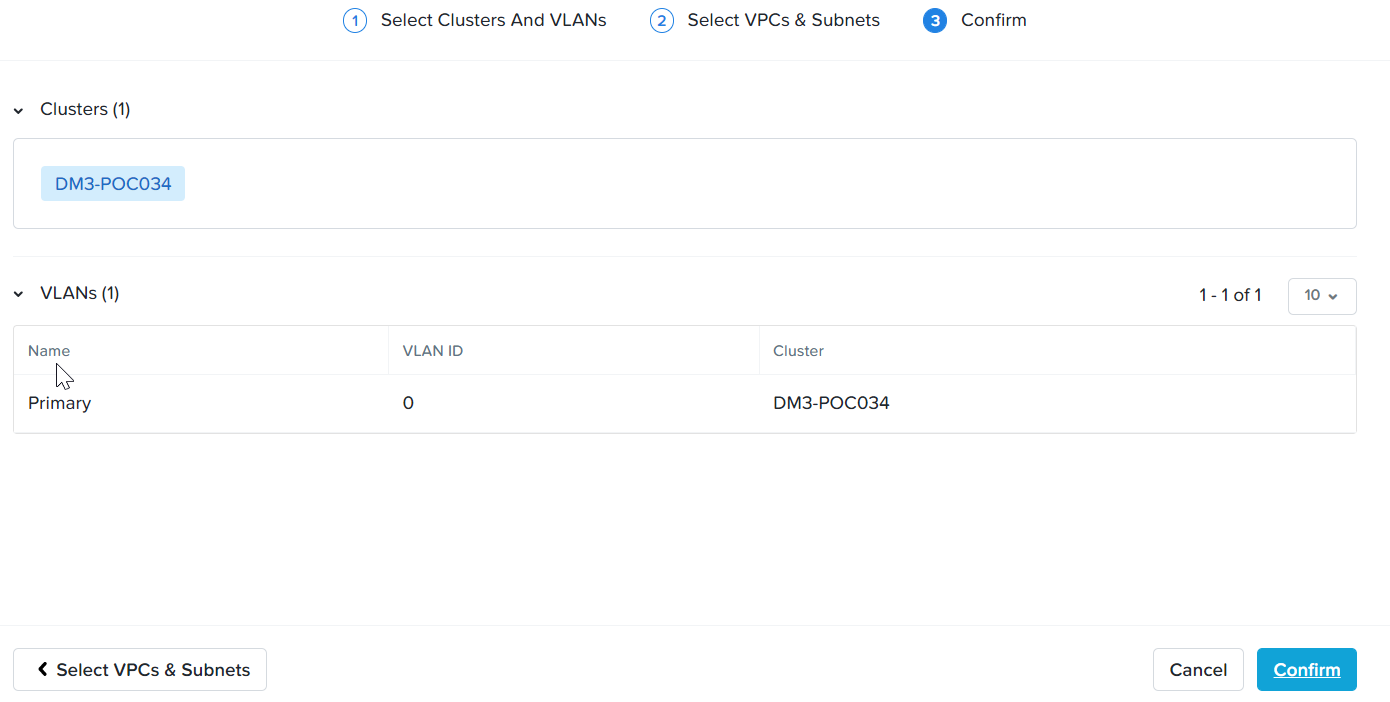 1 Select Clusters And VLANs 2 Select VPCs & Subnets 3 Confirm
Clusters (1)
DM3-POC034
VLANs (1) 1 - 1 of 1 10
Name VLAN ID Cluster
Primary 0 DM3-POC034
Select VPCs & Subnets Cancel Confirm